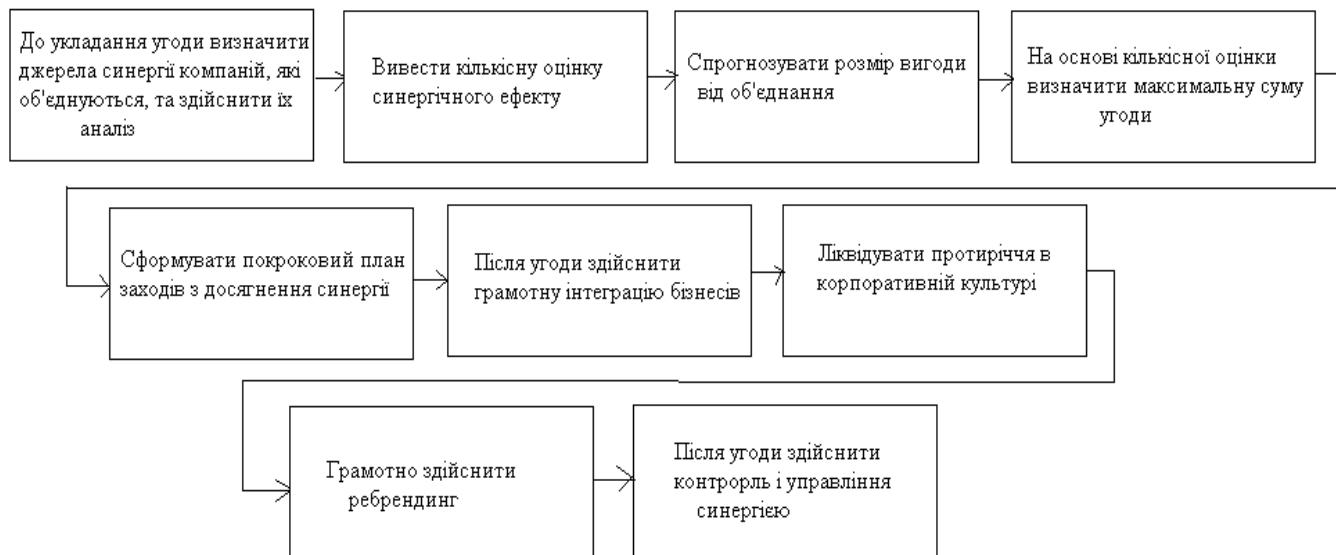 До укладання угоди визначити
джерела синергії компаній, які
об'єднуються, та здійснити їх
аналіз
Вивести кількісну оцінку
синергічного ефекту
Спрогнозувати розмір вигоди
від об'єднання
На основі кількісної оцінки
визначити максимальну суму
угоди
Сформувати покроковий план
заходів з досягнення синергії
Після угоди здійснити
грамотну інтеграцію бізнесів
Ліквідувати протиріччя в
корпоративній культурі
Грамотно здійснити
ребрендинг
Після угоди здійснити
контрорль і управління
синергією